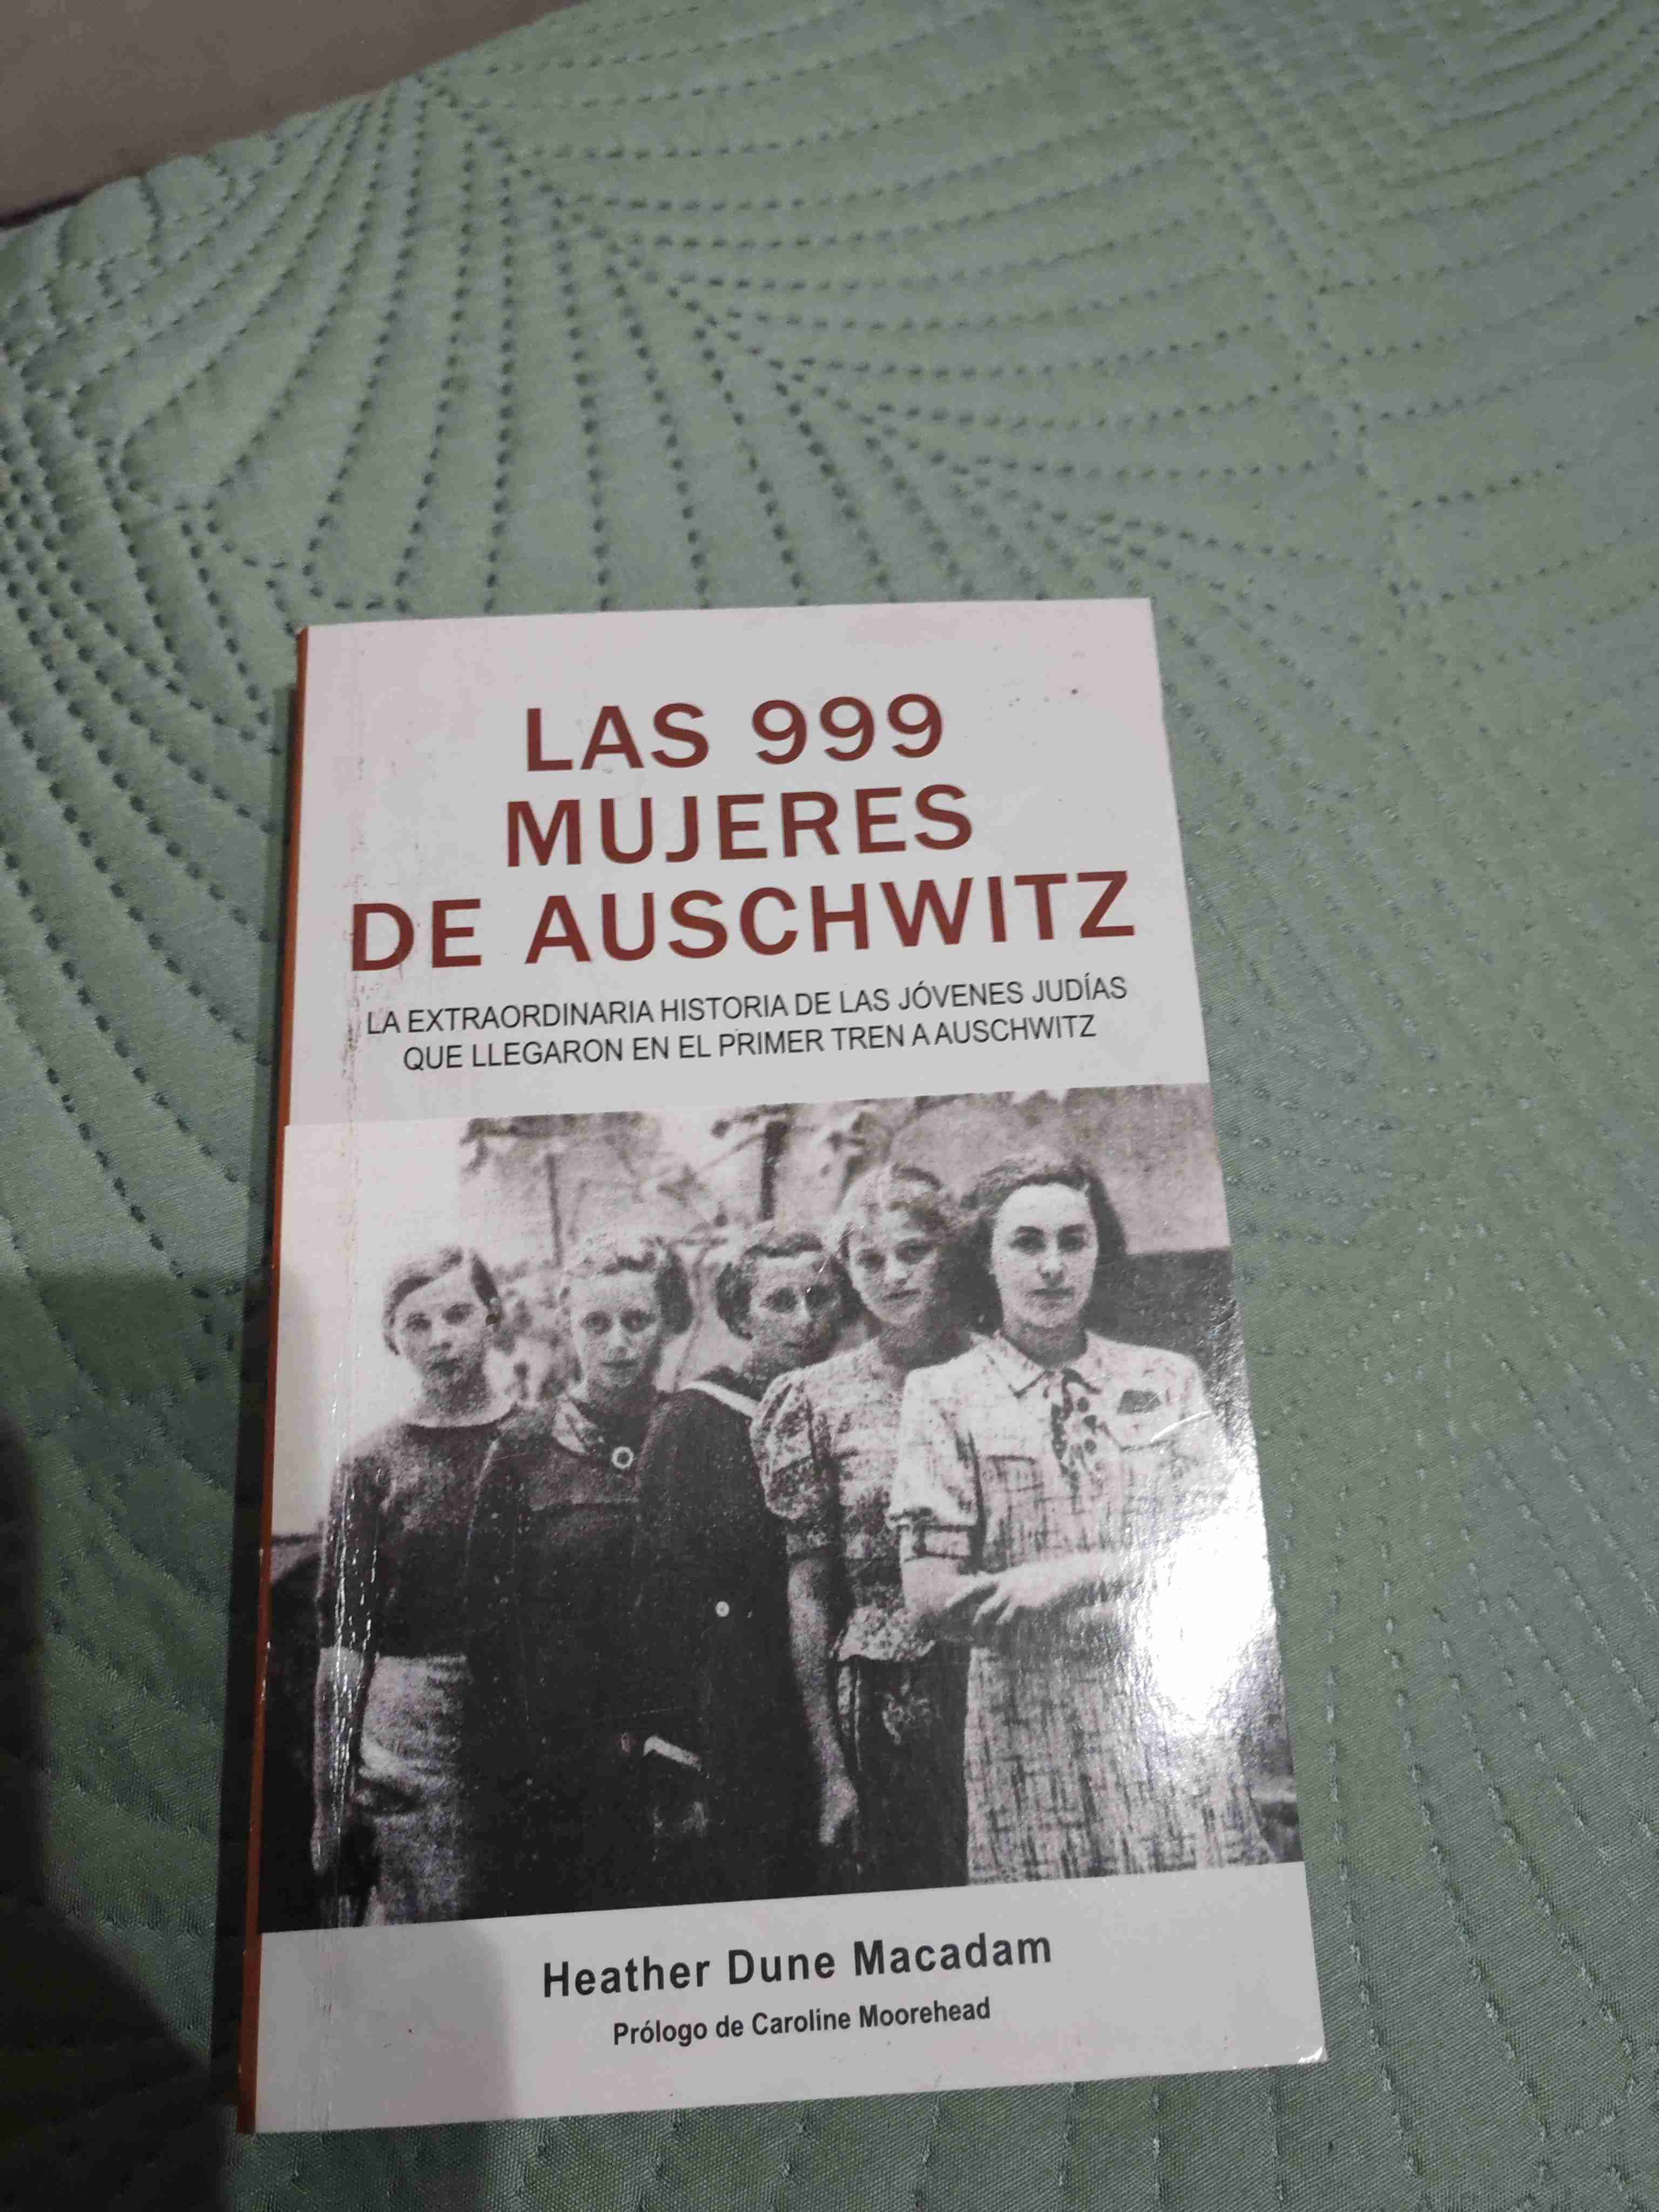 LAS 999
MUJERES
DE AUSCHWITZ
LA EXTRAORDINARIA HISTORIA DE LAS JÓVENES JUDÍAS
QUE LLEGARON EN EL PRIMER TREN A AUSCHWITZ
Heather Dune Macadam
Prólogo de Caroline Moorehead